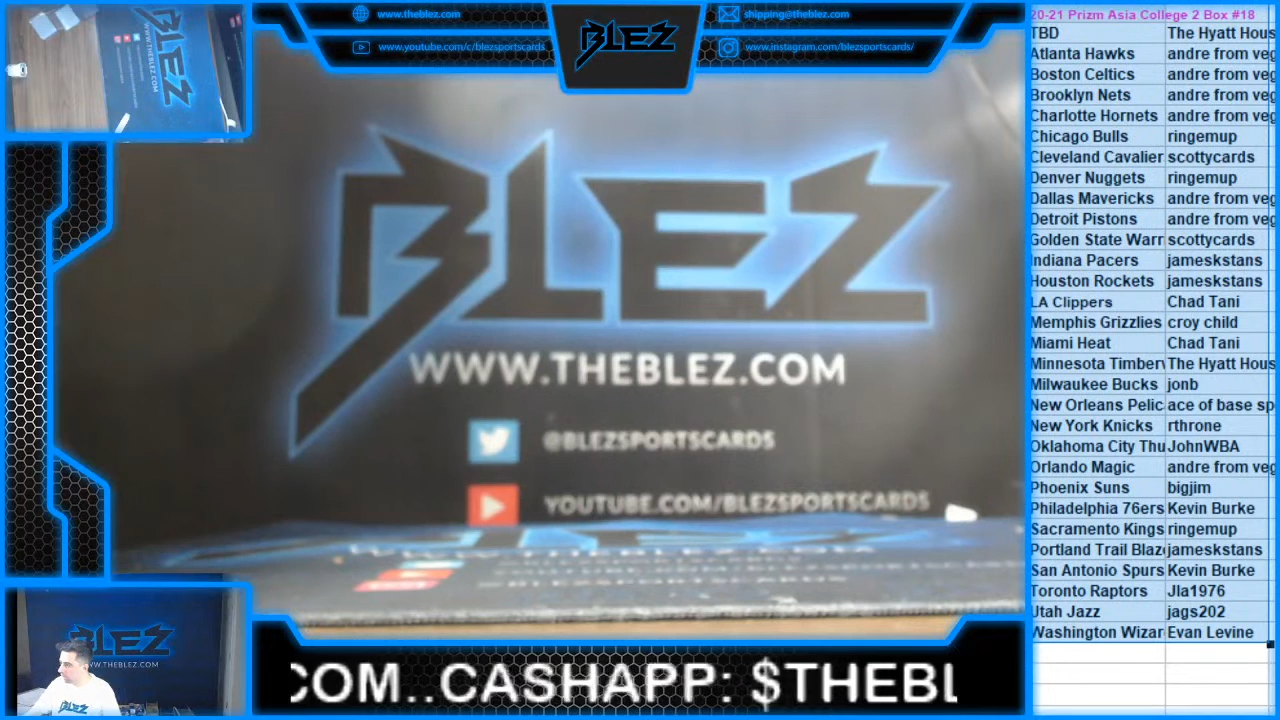 www.theblez.com
www.youtube.com/c/blezsportscards
BLEZ
shipping@theblez.com
www.instagram.com/blezsportscards/
BLEZ
WWW.THEBLEZ.COM
@BLEZSPORTSCARDS
YOUTUBE.COM/BLEZSPORTSCARDS
WWW.THEBLEZ.COM
BLEZ
BLEZ
WWW.THEBLEZ.COM
BLEZ
COM..CASHAPP: $THEBL
20-21 Prizm Asia College 2 Box #18
TBD The Hyatt Hous
Atlanta Hawks andre from veg
Boston Celtics andre from veg
Brooklyn Nets andre from veg
Charlotte Hornets andre from veg
Chicago Bulls ringemup
Cleveland Cavalier scottycards
Denver Nuggets ringemup
Dallas Mavericks andre from veg
Detroit Pistons andre from veg
Golden State Warr scottycards
Indiana Pacers jameskstans
Houston Rockets jameskstans
LA Clippers Chad Tani
Memphis Grizzlies croy child
Miami Heat Chad Tani
Minnesota Timberv The Hyatt Hous
Milwaukee Bucks jonb
New Orleans Pelic ace of base sp
New York Knicks rthrone
Oklahoma City Thu JohnWBA
Orlando Magic andre from veg
Phoenix Suns bigjim
Philadelphia 76ers Kevin Burke
Sacramento Kings ringemup
Portland Trail Blaz jameskstans
San Antonio Spurs Kevin Burke
Toronto Raptors Jla1976
Utah Jazz jags202
Washington Wizar Evan Levine